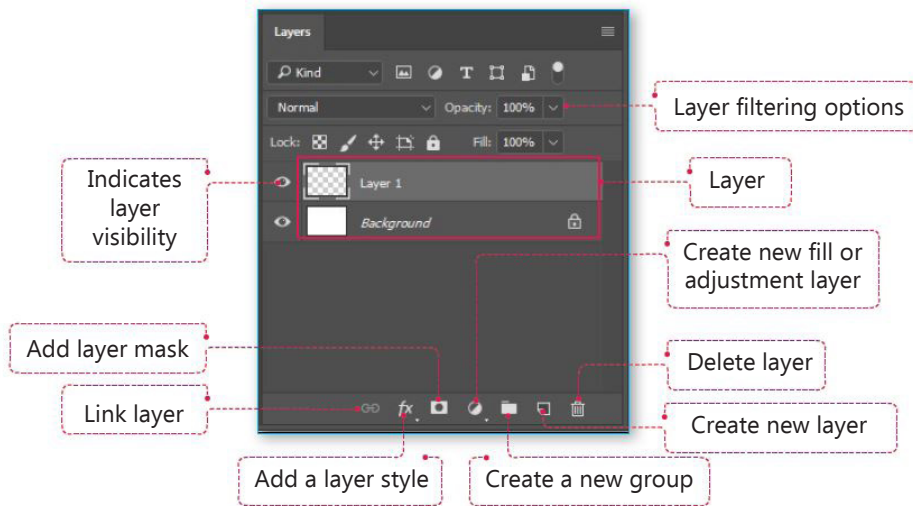 Layers
Kind
Normal
Opacity: 100%
Layer filtering options
Lock:
Fill: 100%
Indicates
layer
visibility
Layer 1
Layer
Background
Create new fill or
adjustment layer
Add layer mask
Delete layer
Link layer
fx
Create new layer
Add a layer style
Create a new group